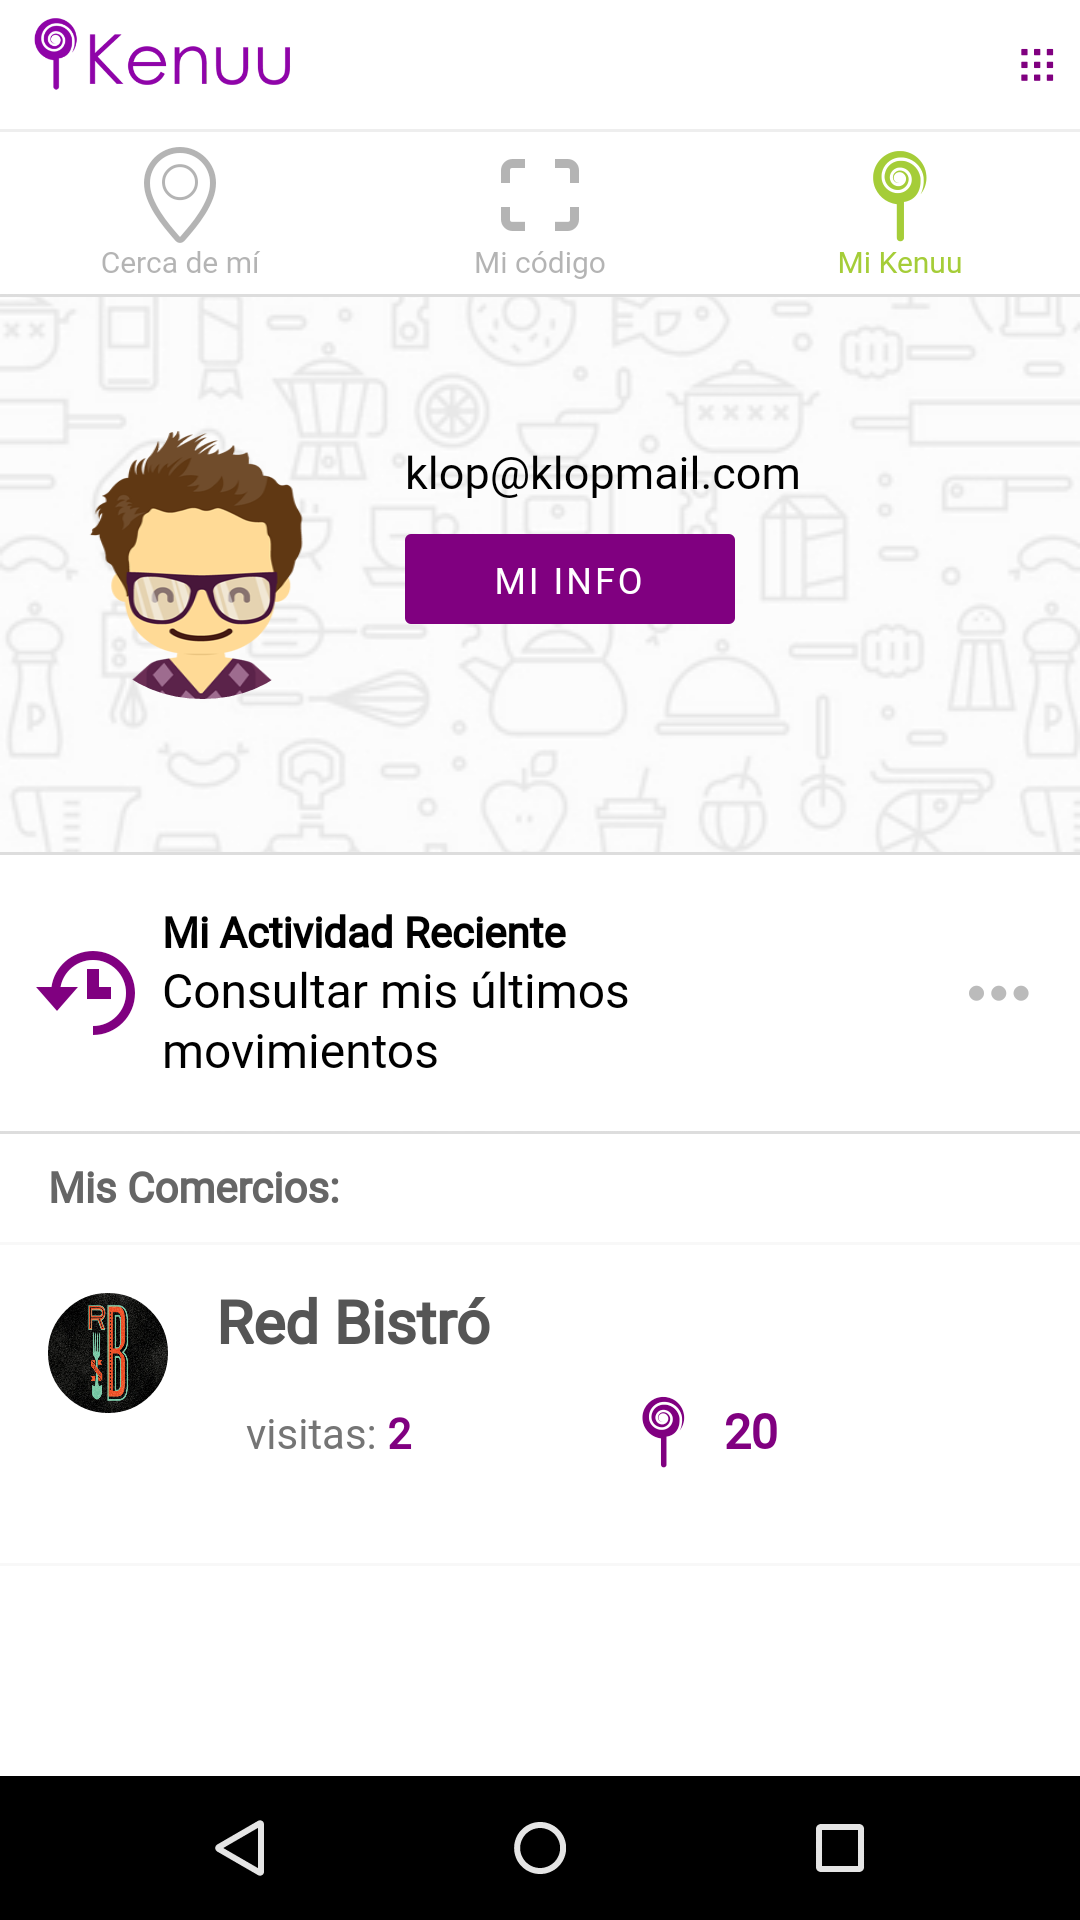 Kenuu
Cerca de mí
Mi código
Mi Kenuu
klop@klopmail.com
MI INFO
Mi Actividad Reciente
Consultar mis últimos
movimientos
Mis Comercios:
RB
Red Bistró
visitas: 2
20